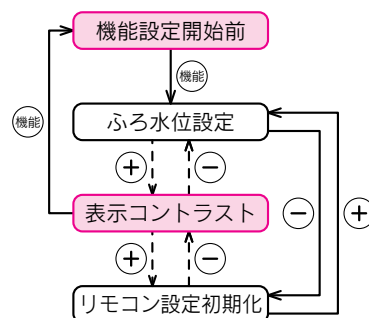 機能設定開始前
機能
機能
ふろ水位設定
+
−
表示コントラスト
−
+
+
−
リモコン設定初期化